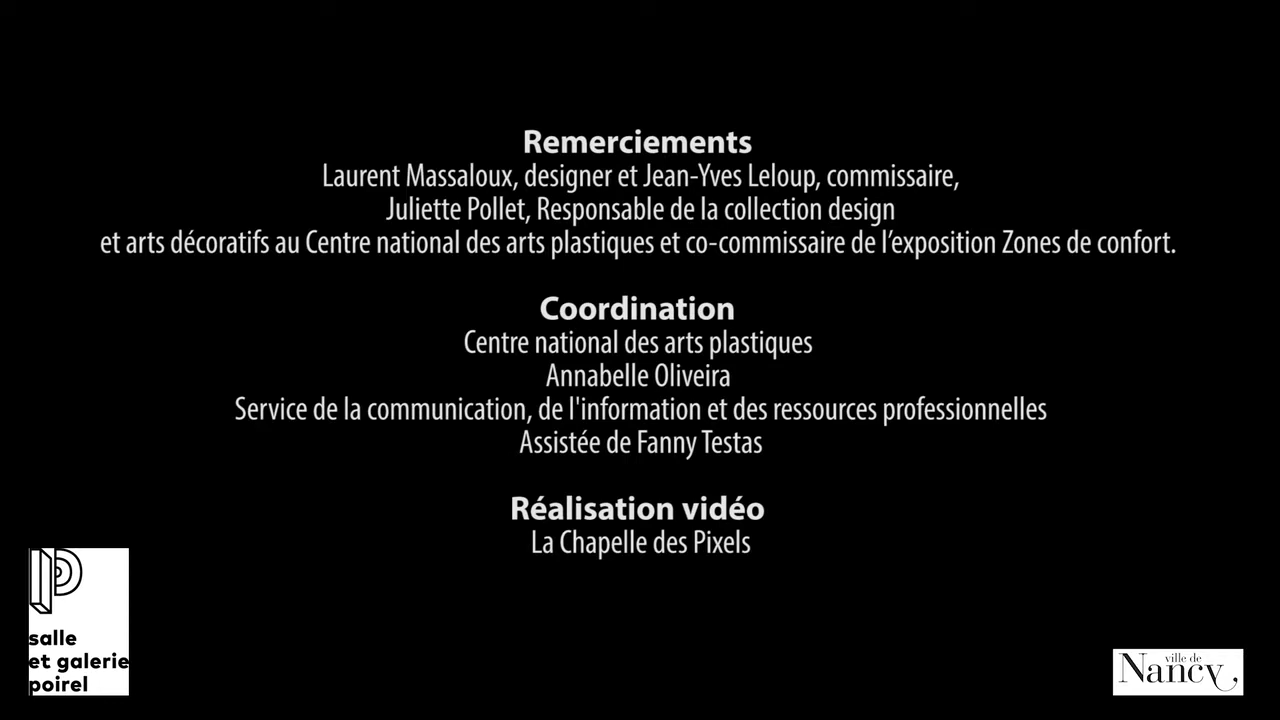 Remerciements
Laurent Massaloux, designer et Jean-Yves Leloup, commissaire,
Juliette Pollet, Responsable de la collection design
et arts décoratifs au Centre national des arts plastiques et co-commissaire de l’exposition Zones de confort.
Coordination
Centre national des arts plastiques
Annabelle Oliveira
Service de la communication, de l'information et des ressources professionnelles
Assistée de Fanny Testas
Réalisation vidéo
La Chapelle des Pixels
salle
et galerie
poirel
ville de
Nancy,